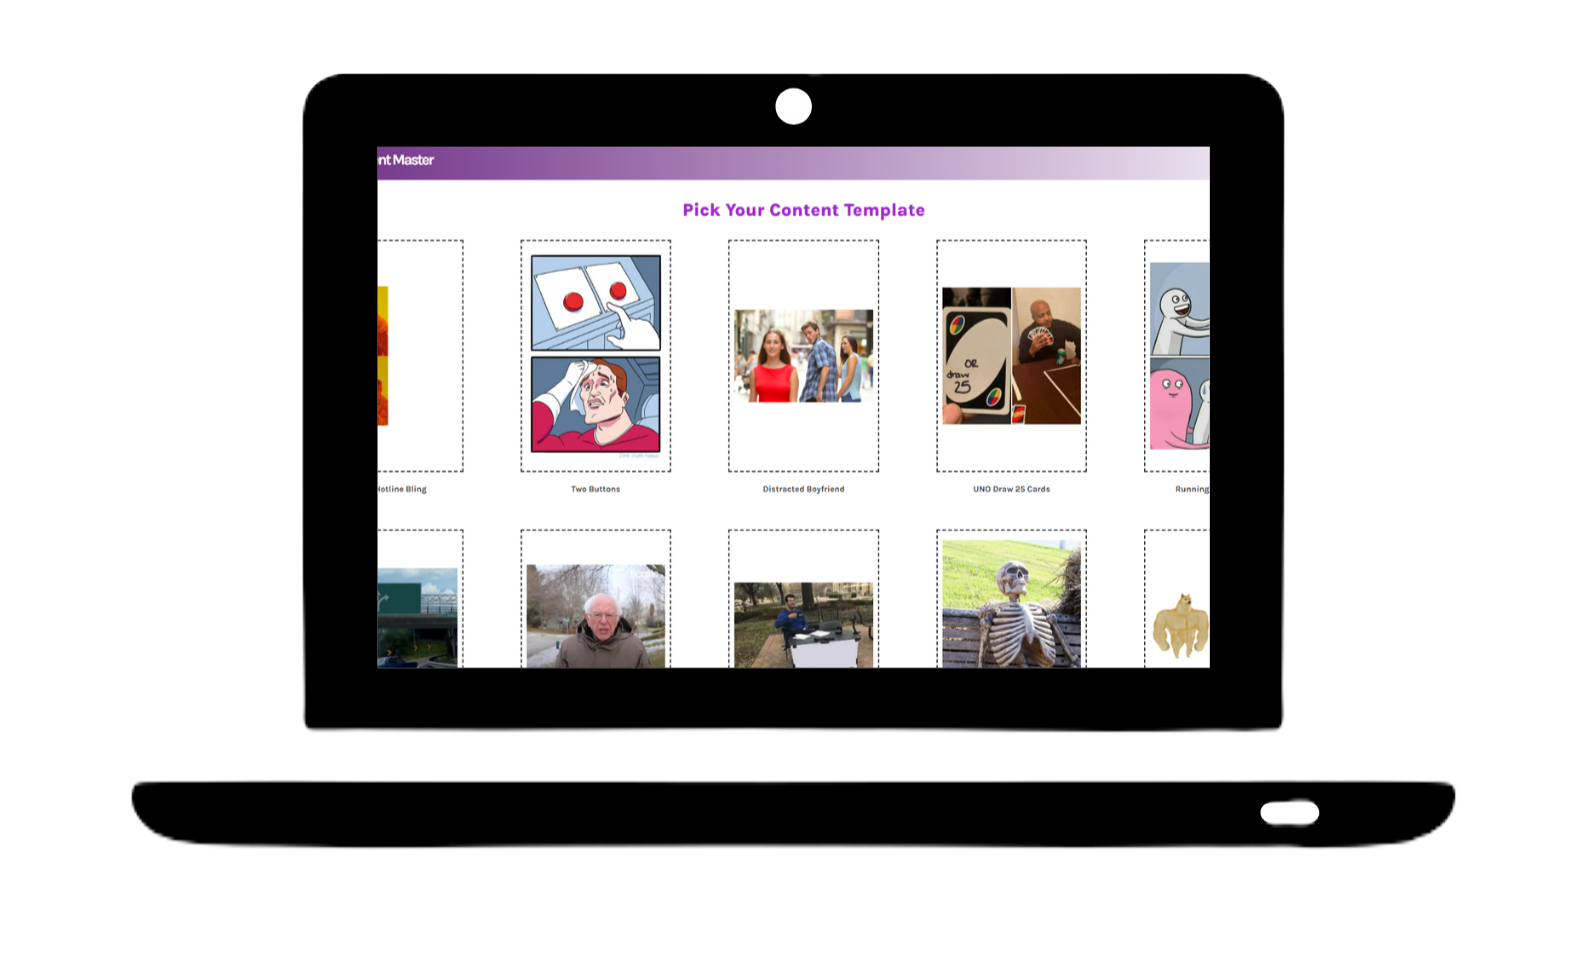 nt Master
Pick Your Content Template
OR
draw
25
Hotline Bling
Two Buttons
Distracted Boyfriend
UNO Draw 25 Cards
Running